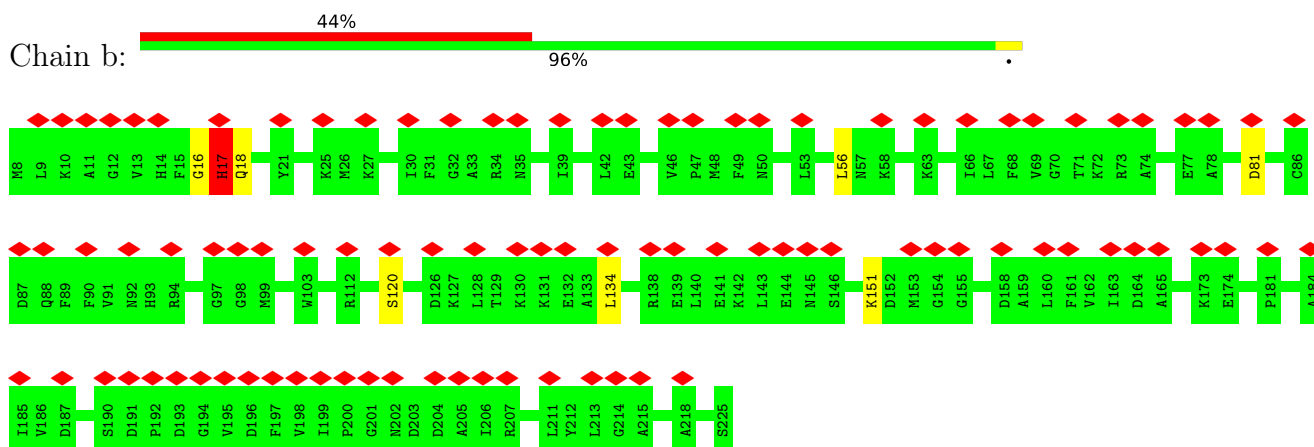 44%
Chain b:
96%
.
M8 L9 K10 A11 G12 V13 H14 F15 G16 H17 Q18 Y21 K25 M26 K27 I30 F31 G32 A33 R34 N35 I39 L42 E43 V46 P47 M48 F49 N50 L53 L56 N57 K58 K63 I66 L67 F68 V69 G70 T71 K72 R73 A74 E77 A78 D81 C86
D87 Q88 F89 F90 V91 N92 H93 R94 G97 G98 M99 W103 R112 S120 D126 K127 L128 T129 K130 K131 E132 A133 L134 R138 E139 L140 E141 K142 L143 E144 N145 S146 K151 D152 M153 G154 G155 D158 A159 L160 F161 V162 I163 D164 A165 K173 E174 P181 A184
I185 V186 D187 S190 D191 P192 D193 G194 V195 D196 F197 V198 I199 P200 G201 N202 D203 D204 A205 I206 R207 L211 Y212 L213 G214 A215 A218 S225